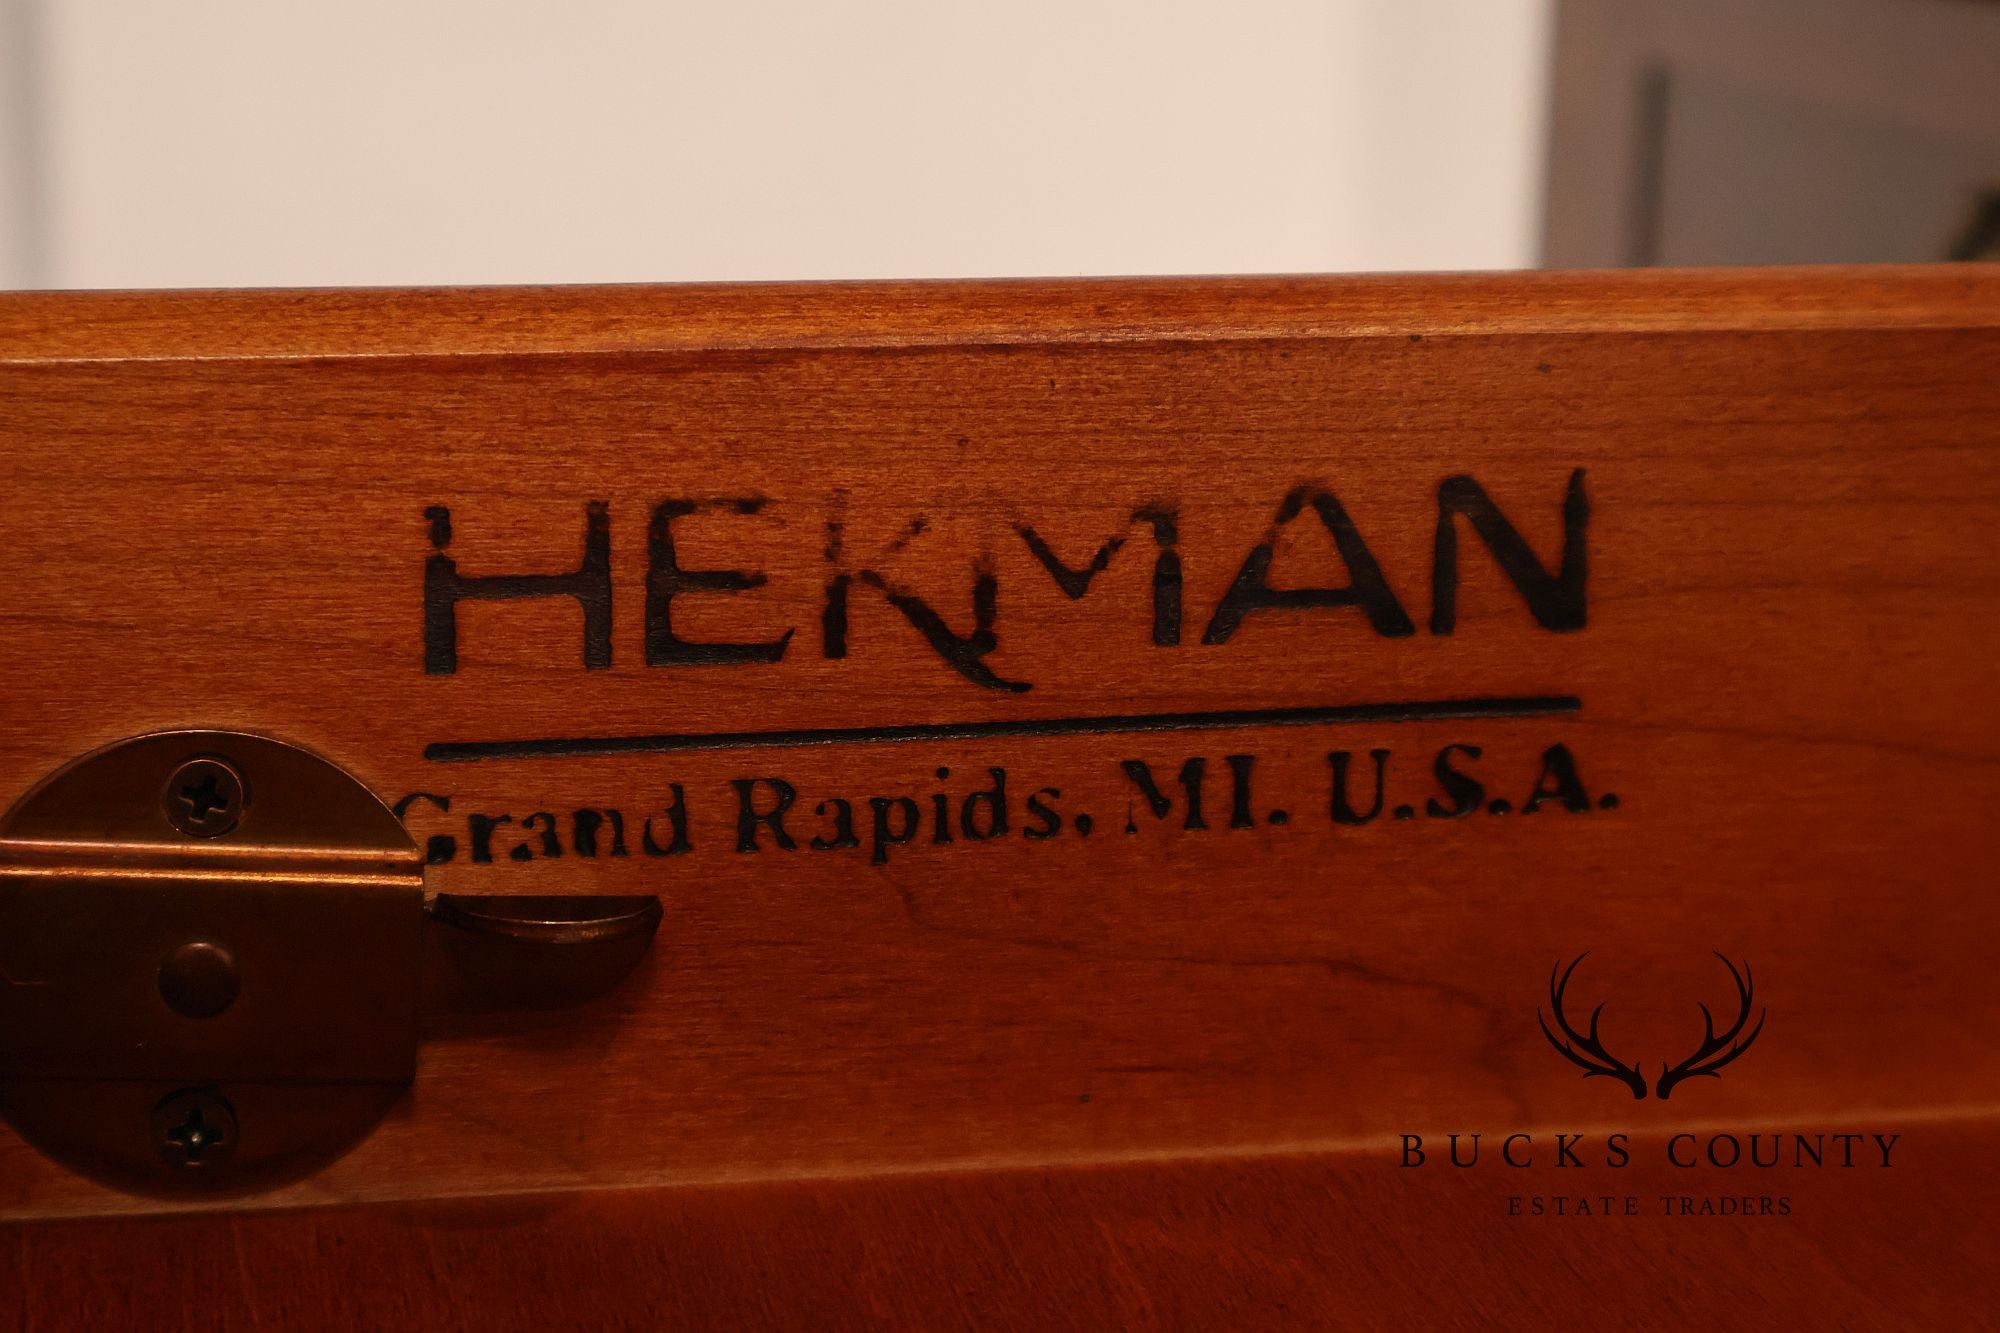 HEKMAN
Grand Rapids, MI. U.S.A.
BUCKS COUNTY
ESTATE TRADERS